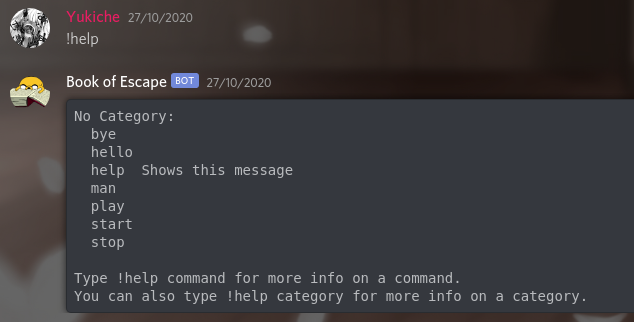 Yukiche 27/10/2020
!help
Book of Escape BOT 27/10/2020
No Category:
  bye
  hello
  help  Shows this message
  man
  play
  start
  stop

Type !help command for more info on a command.
You can also type !help category for more info on a category.